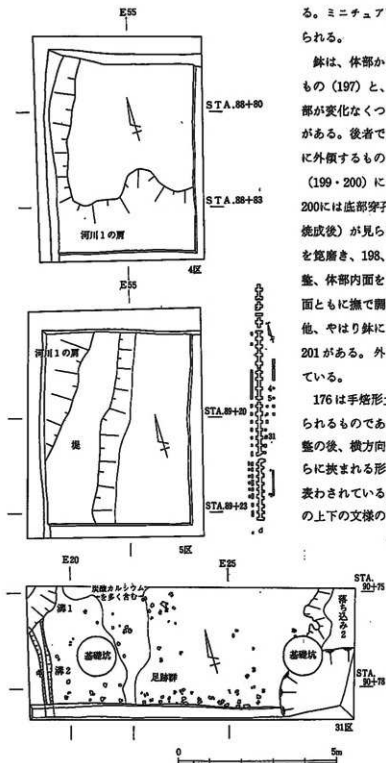 E55
STA.88+80
STA.88+83
河川1の肩
4区
E55
河川1の肩
堤
STA.89+20
STA.89+23
5区
4
5
31
E20
E25
STA.
90+75
炭酸カルシウム
を多く含む
溝1
落ち込み2
基礎坑
基礎坑
溝2
足跡群
STA.
90+78
31区
0
5m
る。ミニチュア
られる。
鉢は、体部か
もの（197）と、
部が変化なくつ
がある。後者で
に外傾するもの
（199・200）に
200には底部穿孔
焼成後）が見ら
を箆磨き、198、
整、体部内面を
面ともに撫で調
他、やはり鉢に
201がある。外
ている。
176は手焙形土
られるものであ
整の後、横方向
らに挟まれる形
表わされている
の上下の文様の